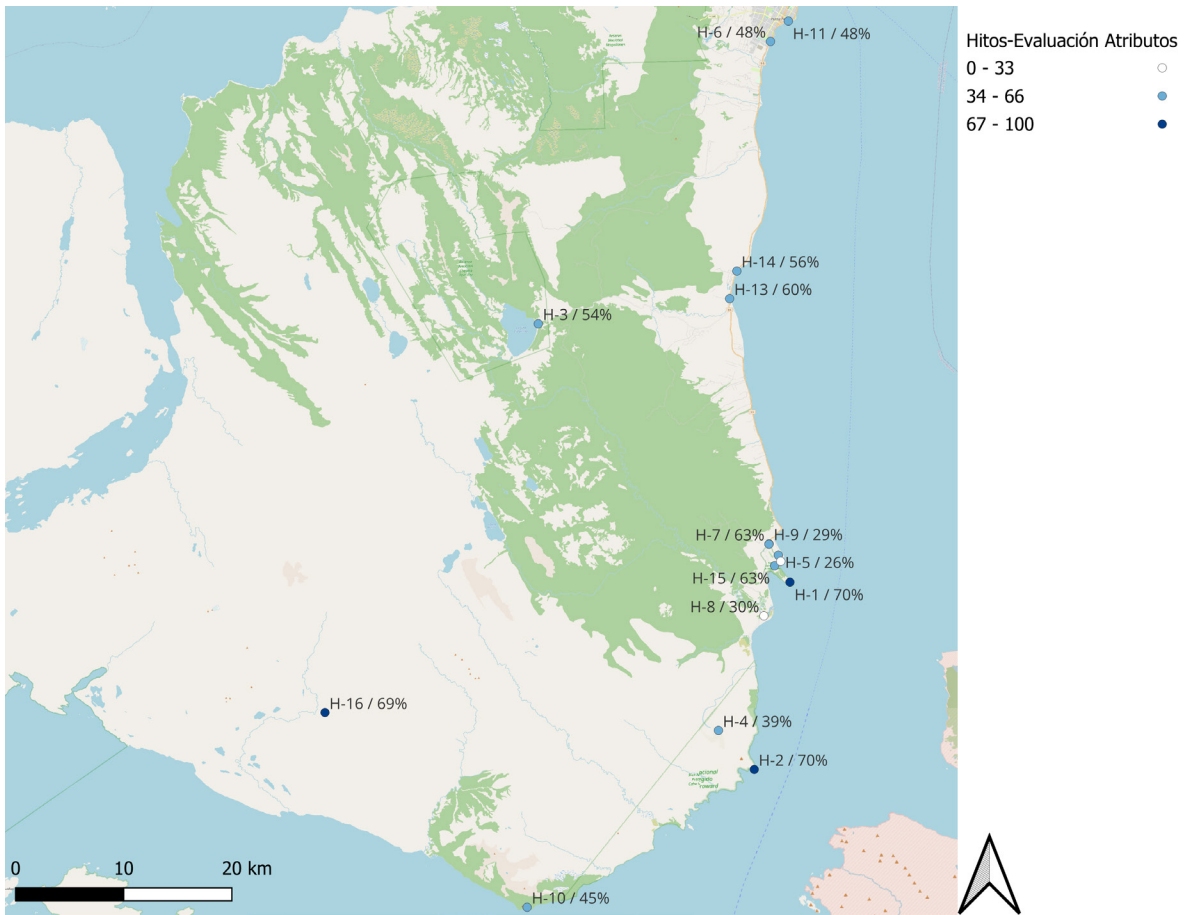 H-6 / 48%
H-11 / 48%
Hitos-Evaluación Atributos
0 - 33
34 - 66
67 - 100
H-14 / 56%
H-13 / 60%
H-3 / 54%
H-7 / 63%
H-9 / 29%
H-5 / 26%
H-15 / 63%
H-1 / 70%
H-8 / 30%
H-16 / 69%
H-4 / 39%
H-2 / 70%
0 10 20 km
H-10 / 45%